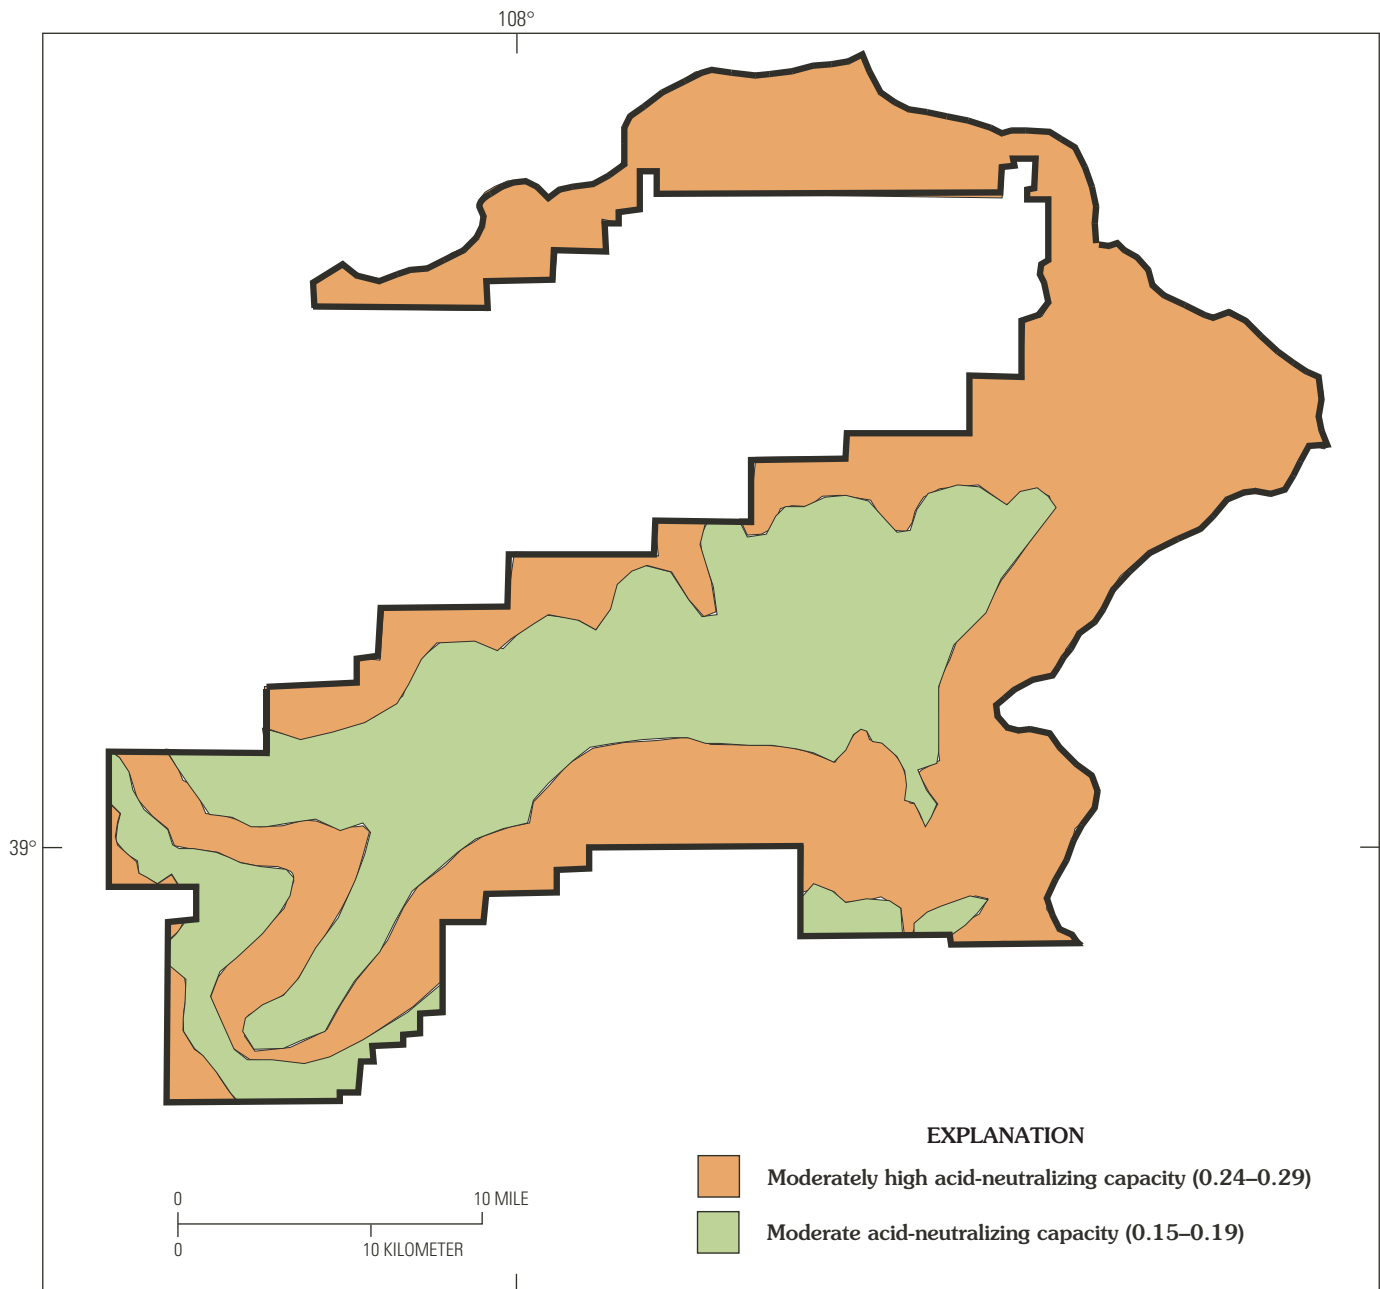 108°
39°
EXPLANATION
Moderately high acid-neutralizing capacity (0.24–0.29)
Moderate acid-neutralizing capacity (0.15–0.19)
0 10 MILE
0 10 KILOMETER